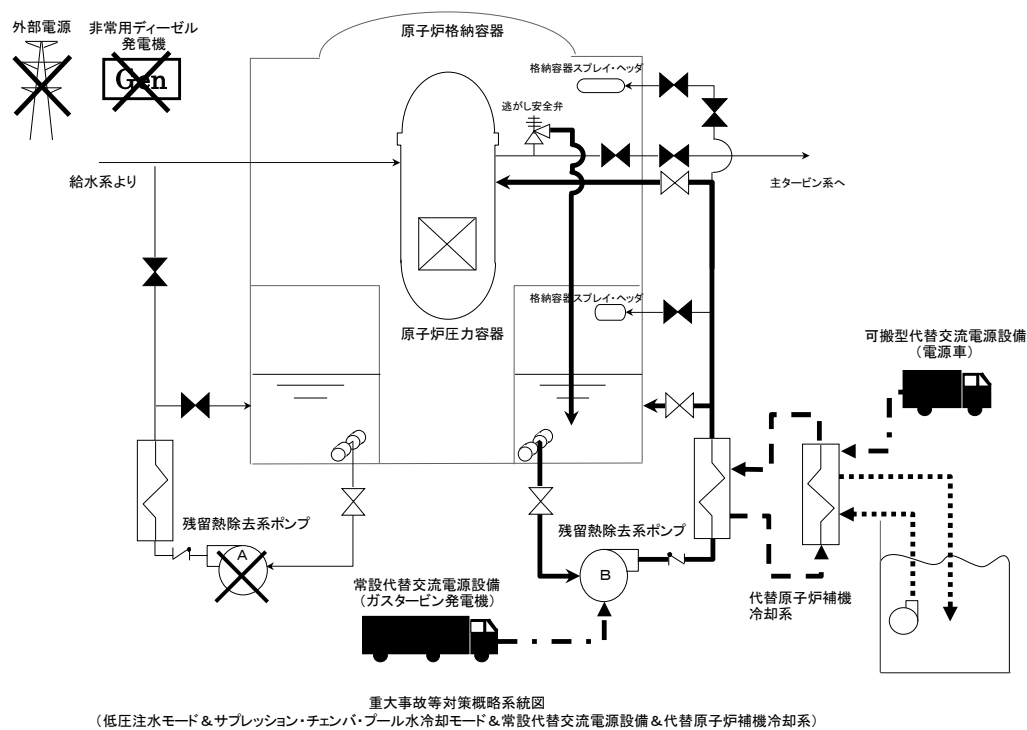 外部電源
非常用ディーゼル
発電機
Gen
原子炉格納容器
格納容器スプレイ・ヘッダ
逃がし安全弁
給水系より
主タービン系へ
格納容器スプレイ・ヘッダ
原子炉圧力容器
可搬型代替交流電源設備
（電源車）
残留熱除去系ポンプ
A
残留熱除去系ポンプ
B
常設代替交流電源設備
（ガスタービン発電機）
代替原子炉補機
冷却系
重大事故等対策概略系統図
（低圧注水モード＆サプレッション・チェンバ・プール水冷却モード＆常設代替交流電源設備＆代替原子炉補機冷却系）